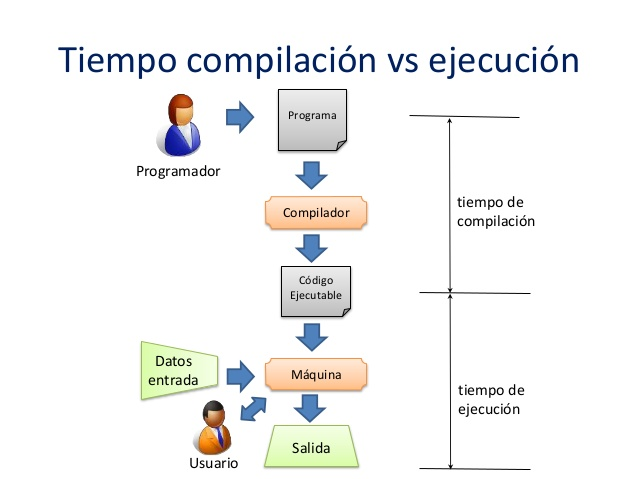 Tiempo compilación vs ejecución
Programa
Programador
tiempo de
compilación
Compilador
Código
Ejecutable
Datos
entrada
Máquina
tiempo de
ejecución
Usuario
Salida